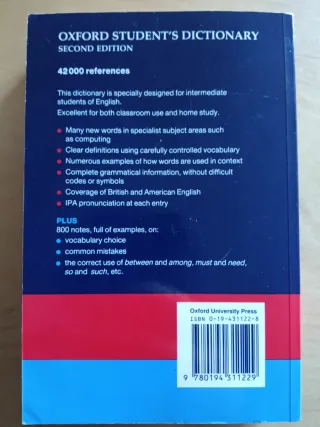 OXFORD STUDENT'S DICTIONARY
SECOND EDITION
42000 references
This dictionary is specially designed for intermediate
students of English.
Excellent for both classroom use and home study.
• Many new words in specialist subject areas such
as computing
• Clear definitions using carefully controlled vocabulary
• Numerous examples of how words are used in context
• Complete grammatical information, without difficult
codes or symbols
• Coverage of British and American English
• IPA pronunciation at each entry
PLUS
800 notes, full of examples, on:
• vocabulary choice
• common mistakes
• the correct use of between and among, must and need,
so and such, etc.
Oxford University Press
ISBN 0-19-431122-8
9 780194 311229